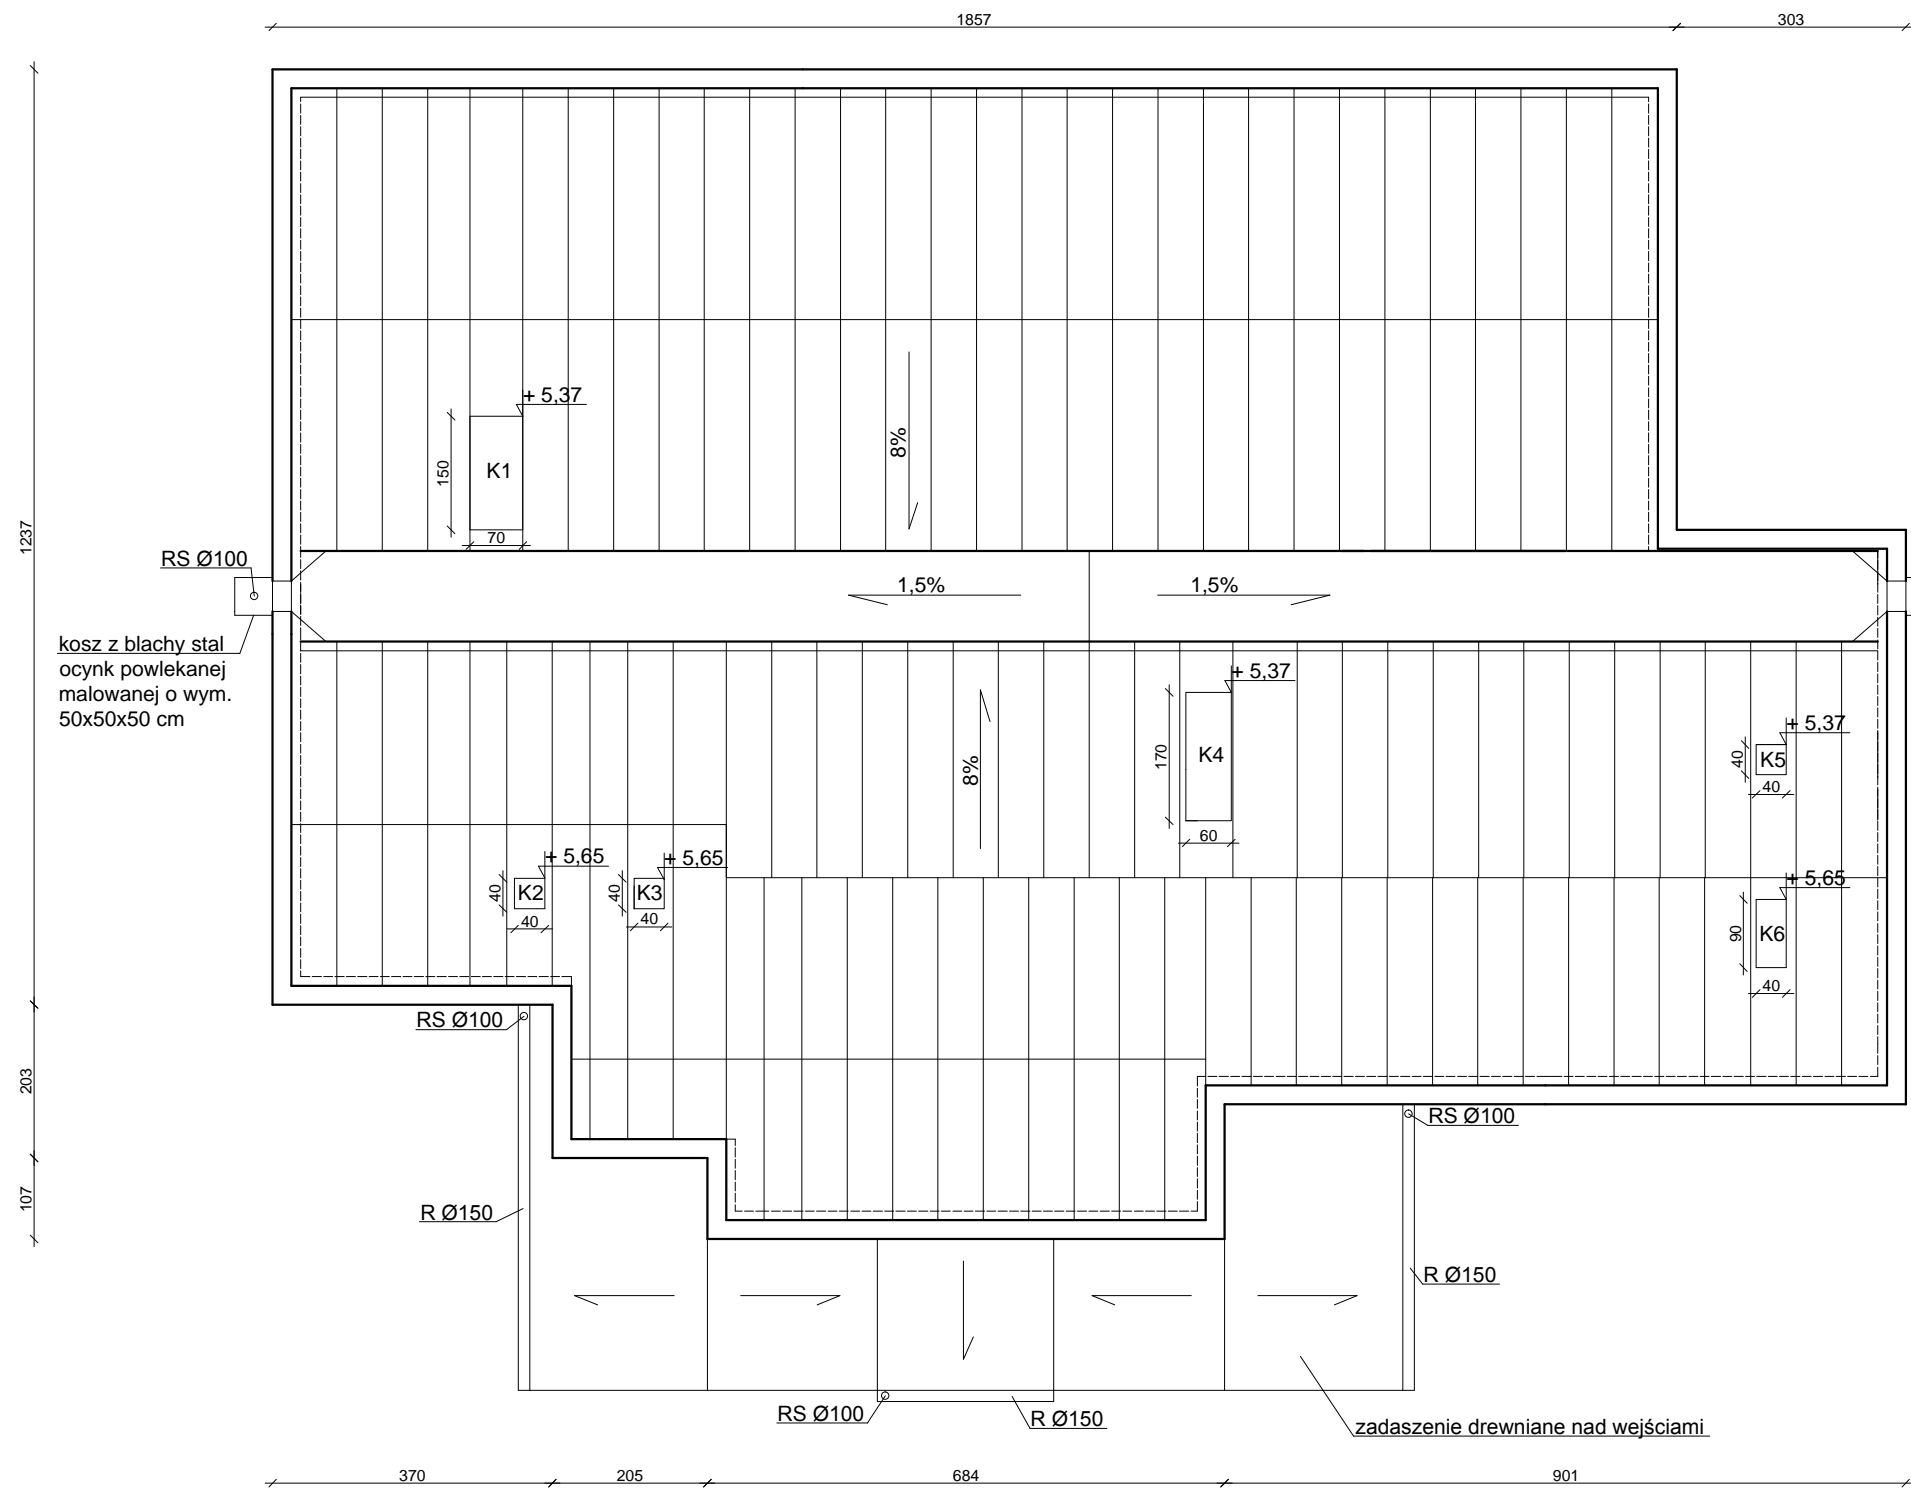 1857
303
+ 5,37
8%
K1
150
70
1237
RS Ø100
1,5%
1,5%
kosz z blachy stal
ocynk powlekanej
malowanej o wym.
50x50x50 cm
+ 5,37
K4
170
60
8%
+ 5,37
K5
40
40
+ 5,65
K2
40
40
+ 5,65
K3
40
40
+ 5,65
K6
90
40
RS Ø100
203
RS Ø100
107
R Ø150
R Ø150
RS Ø100
R Ø150
zadaszenie drewniane nad wejściami
370
205
684
901